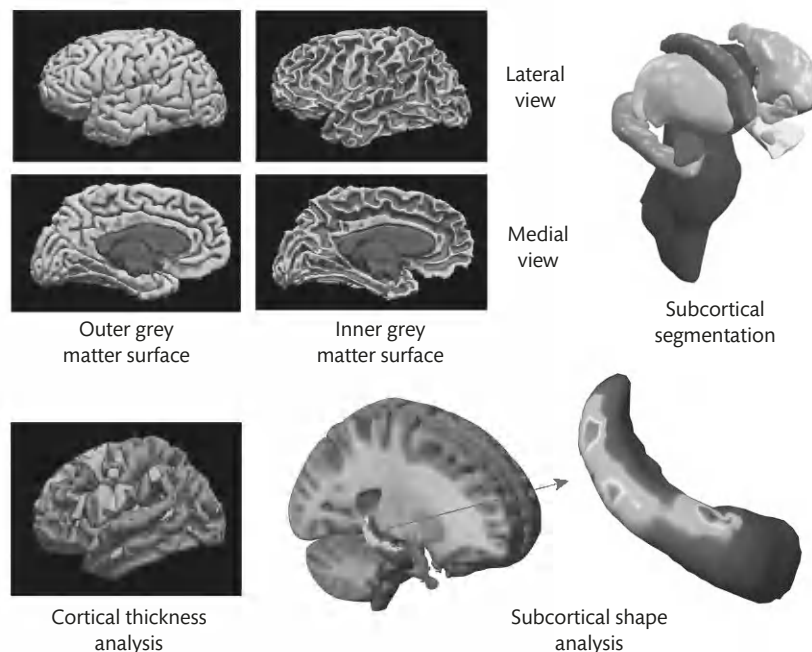 Lateral
view
Medial
view
Outer grey
matter surface
Inner grey
matter surface
Subcortical
segmentation
Cortical thickness
analysis
Subcortical shape
analysis